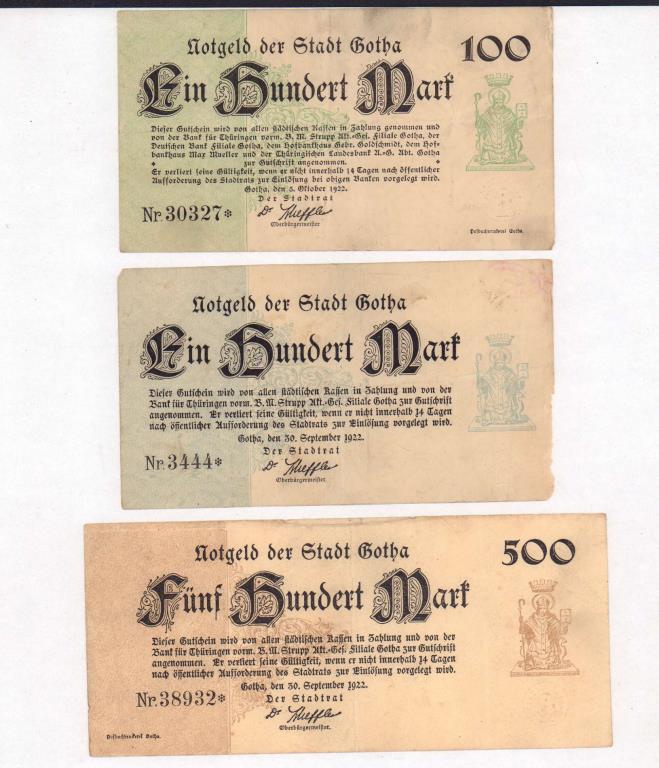 Notgeld der Stadt Gotha
100
Ein Hundert Mark
Dieser Gutschein wird von allen städtischen Kassen in Zahlung genommen und
von der Bank für Thüringen vorm. B. M. Strupp Akt.-Ges. Filiale Gotha, der
Deutschen Bank Filiale Gotha, dem Hofbankhaus Gebr. Goldschmidt, dem Hof-
bankhaus Max Mueller und der Thüringischen Landesbank A.-G. Abt. Gotha
zur Gutschrift angenommen.
Er verliert seine Gültigkeit, wenn er nicht innerhalb 14 Tagen nach öffentlicher
Aufforderung des Stadtrats zur Einlösung bei obigen Banken vorgelegt wird.
Gotha, den 5. Oktober 1922.
Der Stadtrat
Nr. 30327*
Dr. Scheffler
Oberbürgermeister
Hofbuchdruckerei Gotha.
Notgeld der Stadt Gotha
Ein Hundert Mark
Dieser Gutschein wird von allen städtischen Kassen in Zahlung und von der
Bank für Thüringen vorm. B. M. Strupp Akt.-Ges. Filiale Gotha zur Gutschrift
angenommen. Er verliert seine Gültigkeit, wenn er nicht innerhalb 14 Tagen
nach öffentlicher Aufforderung des Stadtrats zur Einlösung vorgelegt wird.
Gotha, den 30. September 1922.
Der Stadtrat
Nr. 3444*
Dr. Scheffler
Oberbürgermeister
Notgeld der Stadt Gotha
500
Fünf Hundert Mark
Dieser Gutschein wird von allen städtischen Kassen in Zahlung und von der
Bank für Thüringen vorm. B. M. Strupp Akt.-Ges. Filiale Gotha zur Gutschrift
angenommen. Er verliert seine Gültigkeit, wenn er nicht innerhalb 14 Tagen
nach öffentlicher Aufforderung des Stadtrats zur Einlösung vorgelegt wird.
Gotha, den 30. September 1922.
Der Stadtrat
Nr. 38932*
Dr. Scheffler
Oberbürgermeister.
Hofbuchdruckerei Gotha.